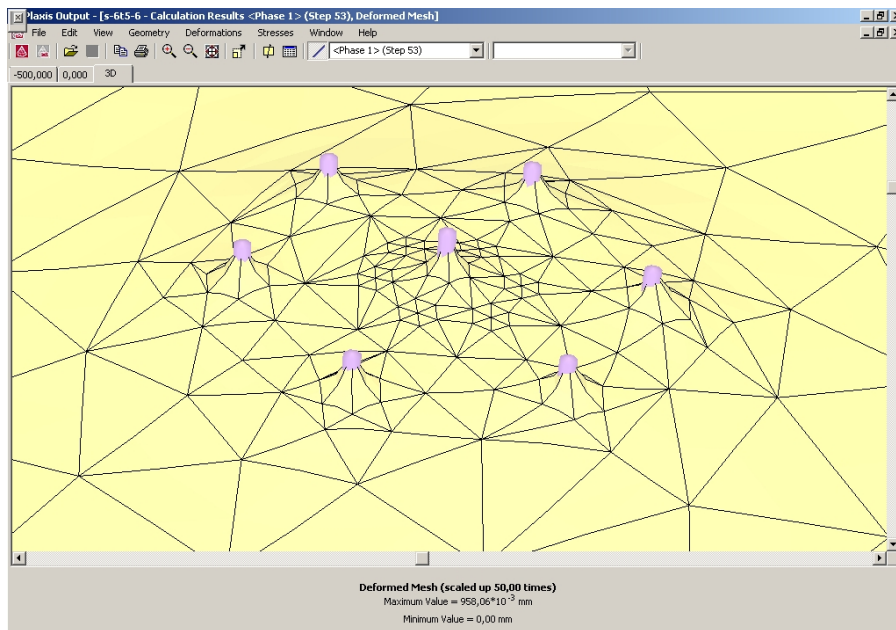 Plaxis Output - [s-6t5-6 - Calculation Results <Phase 1> (Step 53), Deformed Mesh]
File Edit View Geometry Deformations Stresses Window Help
<Phase 1> (Step 53)
-500,000 0,000 3D
Deformed Mesh (scaled up 50,00 times)
Maximum Value = 958,06*10-3 mm
Minimum Value = 0,00 mm